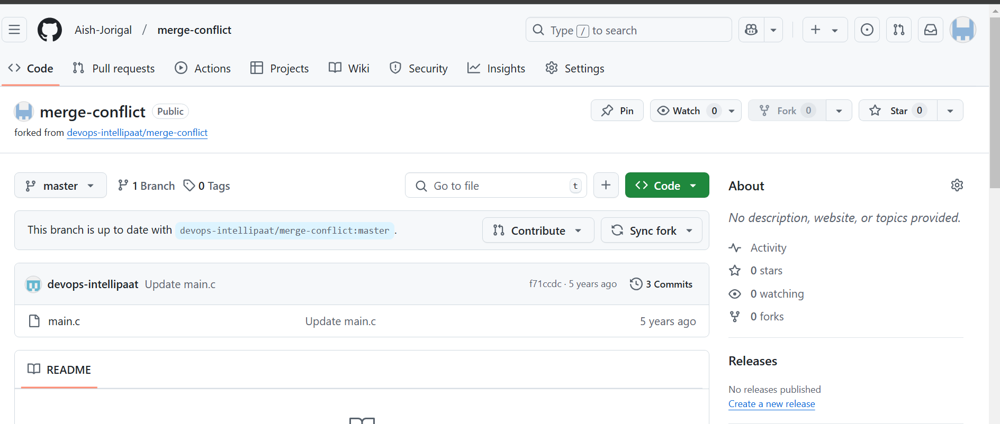 Aish-Jorigal / merge-conflict
Type / to search
Code
Pull requests
Actions
Projects
Wiki
Security
Insights
Settings
merge-conflict Public
forked from devops-intellipaat/merge-conflict
Pin
Watch 0
Fork 0
Star 0
master
1 Branch
0 Tags
Go to file t
Code
This branch is up to date with devops-intellipaat/merge-conflict:master.
Contribute
Sync fork
devops-intellipaat Update main.c f71ccdc · 5 years ago 3 Commits
main.c Update main.c 5 years ago
README
About
No description, website, or topics provided.
Activity
0 stars
0 watching
0 forks
Releases
No releases published
Create a new release